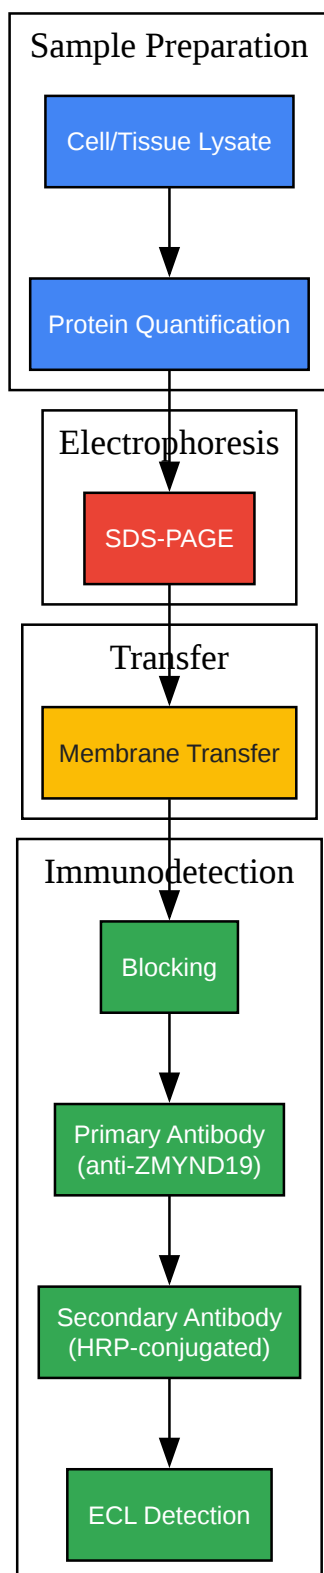 Sample Preparation
Cell/Tissue Lysate
Protein Quantification
Electrophoresis
SDS-PAGE
Transfer
Membrane Transfer
Immunodetection
Blocking
Primary Antibody
(anti-ZMYND19)
Secondary Antibody
(HRP-conjugated)
ECL Detection